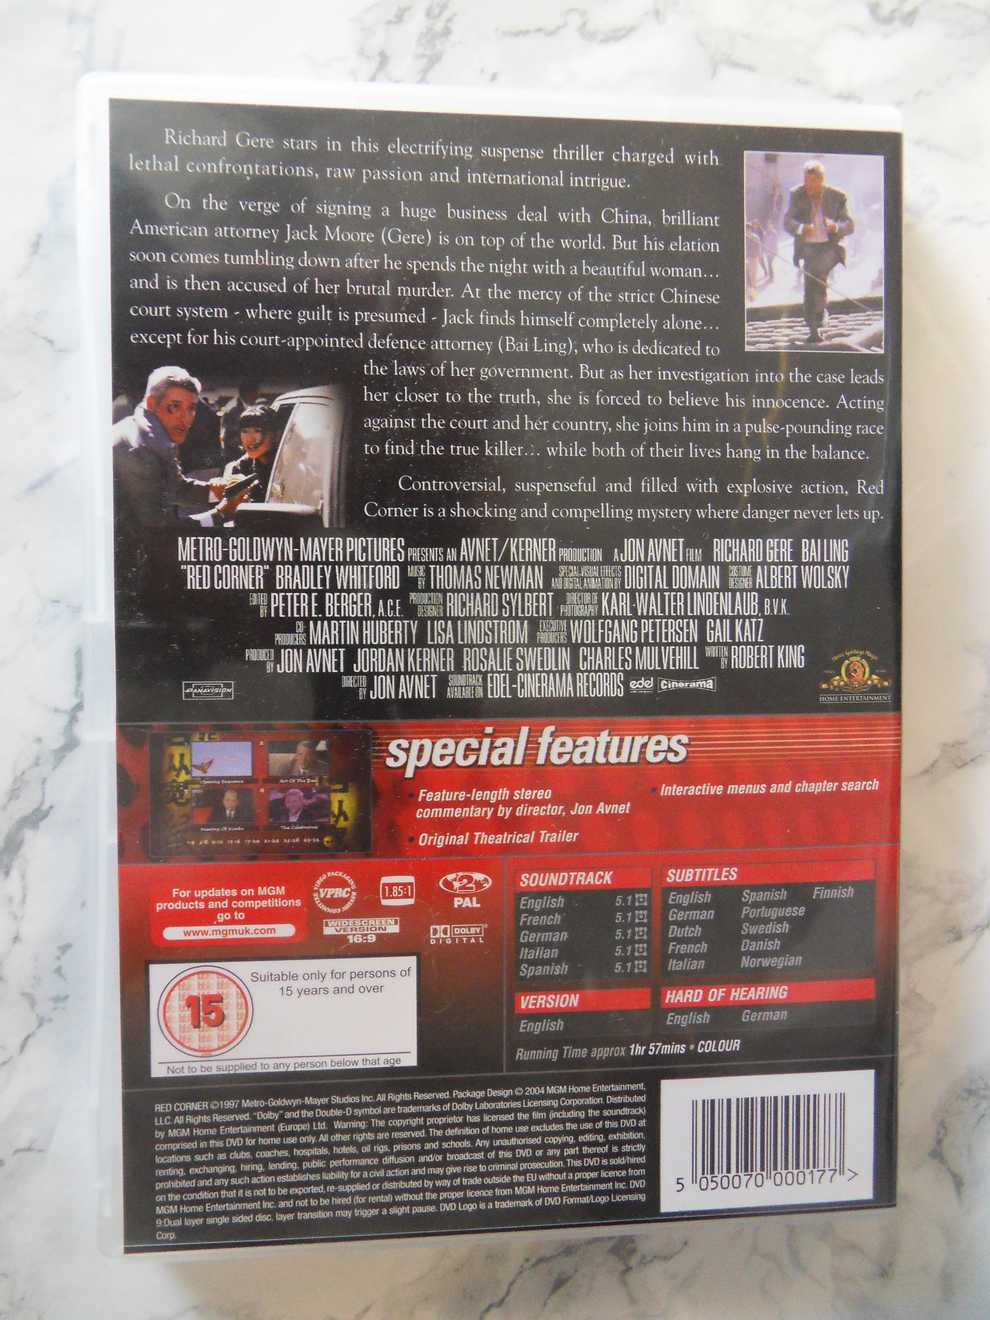 Richard Gere stars in this electrifying suspense thriller charged with
lethal confrontations, raw passion and international intrigue.
On the verge of signing a huge business deal with China, brilliant
American attorney Jack Moore (Gere) is on top of the world. But his elation
soon comes tumbling down after he spends the night with a beautiful woman...
and is then accused of her brutal murder. At the mercy of the strict Chinese
court system - where guilt is presumed - Jack finds himself completely alone...
except for his court-appointed defence attorney (Bai Ling), who is dedicated to
the laws of her government. But as her investigation into the case leads
her closer to the truth, she is forced to believe his innocence. Acting
against the court and her country, she joins him in a pulse-pounding race
to find the true killer... while both of their lives hang in the balance.
Controversial, suspenseful and filled with explosive action, Red
Corner is a shocking and compelling mystery where danger never lets up.
METRO-GOLDWYN-MAYER PICTURES PRESENTS AN AVNET/KERNER PRODUCTION A JON AVNET FILM RICHARD GERE BAI LING
"RED CORNER" BRADLEY WHITFORD MUSIC BY THOMAS NEWMAN SPECIAL VISUAL EFFECTS AND DIGITAL ANIMATION BY DIGITAL DOMAIN COSTUME DESIGNER ALBERT WOLSKY
EDITED BY PETER E. BERGER, A.C.E. PRODUCTION DESIGNER RICHARD SYLBERT DIRECTOR OF PHOTOGRAPHY KARL-WALTER LINDENLAUB, B.V.K.
CO-PRODUCERS MARTIN HUBERTY LISA LINDSTROM EXECUTIVE PRODUCERS WOLFGANG PETERSEN GAIL KATZ
PRODUCED BY JON AVNET JORDAN KERNER ROSALIE SWEDLIN CHARLES MULVEHILL WRITTEN BY ROBERT KING
PANAVISION DIRECTED BY JON AVNET SOUNDTRACK AVAILABLE ON EDEL-CINERAMA RECORDS edel cinerama
HOME ENTERTAINMENT
special features
Opening Sequence
The Conference
• Feature-length stereo
commentary by director, Jon Avnet
• Original Theatrical Trailer
• Interactive menus and chapter search
For updates on MGM
products and competitions
go to
www.mgmuk.com
VPRC
1.85:1
WIDESCREEN
VERSION
16:9
2
PAL
DOLBY
DIGITAL
SOUNDTRACK
English 5.1
French 5.1
German 5.1
Italian 5.1
Spanish 5.1
VERSION
English
SUBTITLES
English Spanish Finnish
German Portuguese
Dutch Swedish
French Danish
Italian Norwegian
HARD OF HEARING
English German
Running Time approx 1hr 57mins • COLOUR
15
Suitable only for persons of
15 years and over
Not to be supplied to any person below that age
RED CORNER ©1997 Metro-Goldwyn-Mayer Studios Inc. All Rights Reserved. Package Design © 2004 MGM Home Entertainment,
LLC. All Rights Reserved. "Dolby" and the Double-D symbol are trademarks of Dolby Laboratories Licensing Corporation. Distributed
by MGM Home Entertainment (Europe) Ltd. Warning: The copyright proprietor has licensed the film (including the soundtrack)
comprised in this DVD for home use only. All other rights are reserved. The definition of home use excludes the use of this DVD at
locations such as clubs, coaches, hospitals, hotels, oil rigs, prisons and schools. Any unauthorised copying, editing, exhibition,
renting, exchanging, hiring, lending, public performance diffusion and/or broadcast of this DVD or any part thereof is strictly
prohibited and any such action establishes liability for a civil action and may give rise to criminal prosecution. This DVD is sold/hired
on the condition that it is not to be exported, re-supplied or distributed by way of trade outside the EU without a proper licence from
MGM Home Entertainment Inc. and not to be hired (for rental) without the proper licence from MGM Home Entertainment Inc. DVD
9:Dual layer single sided disc, layer transition may trigger a slight pause. DVD Logo is a trademark of DVD Format/Logo Licensing
Corp.
5 050070 000177 >